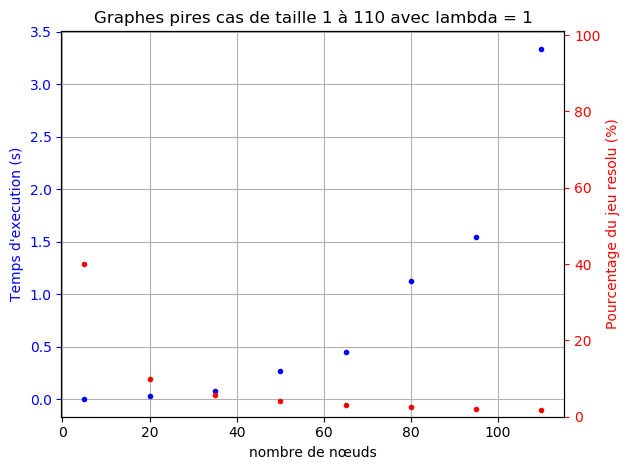 Graphes pires cas de taille 1 à 110 avec lambda = 1
Temps d'execution (s)
3.5
3.0
2.5
2.0
1.5
1.0
0.5
0.0
100
80
60
40
20
0
Pourcentage du jeu resolu (%)
0 20 40 60 80 100
nombre de nœuds